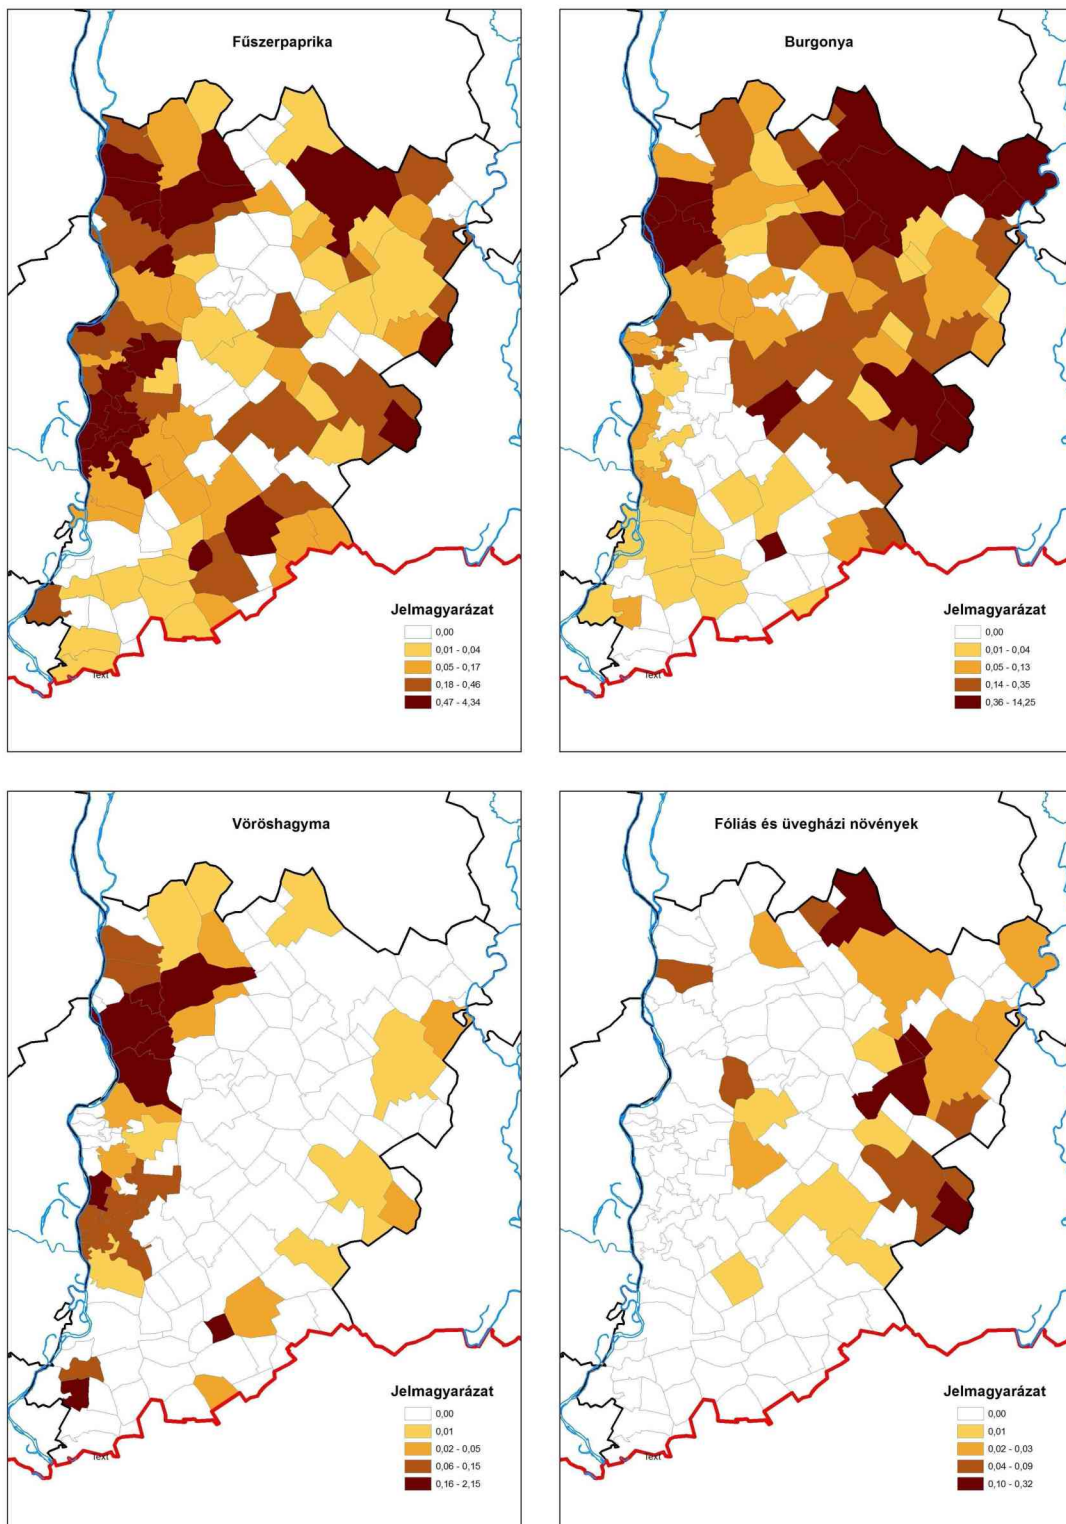 Fűszerpaprika
Jelmagyarázat
0,00
0,01 - 0,04
0,05 - 0,17
0,18 - 0,46
0,47 - 4,34
Text
Burgonya
Jelmagyarázat
0,00
0,01 - 0,04
0,05 - 0,13
0,14 - 0,35
0,36 - 14,25
Text
Vöröshagyma
Jelmagyarázat
0,00
0,01
0,02 - 0,05
0,06 - 0,15
0,16 - 2,15
Text
Fóliás és üvegházi növények
Jelmagyarázat
0,00
0,01
0,02 - 0,03
0,04 - 0,09
0,10 - 0,32
Text